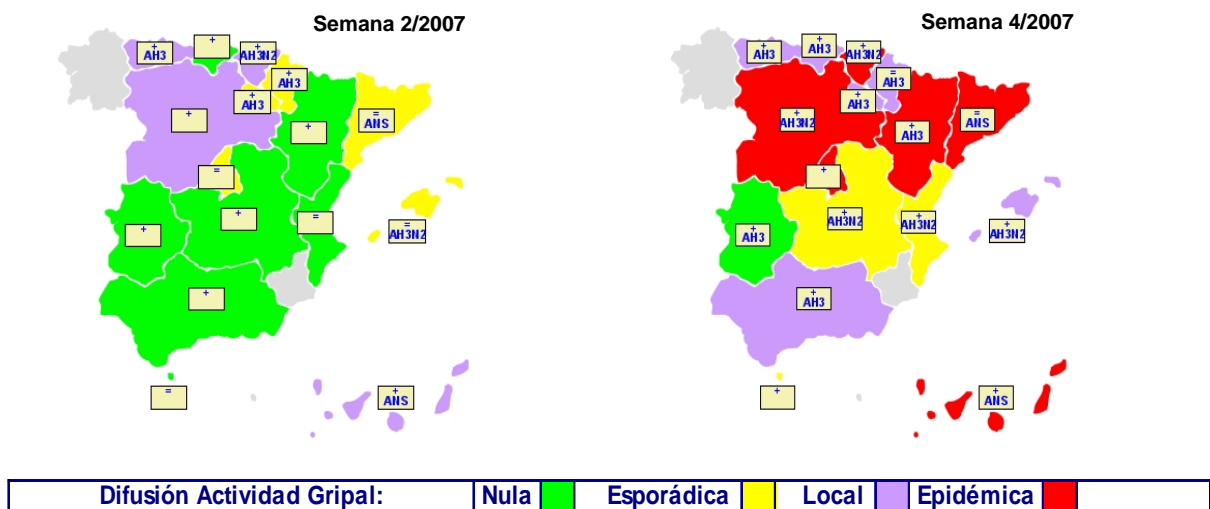 Semana 2/2007
Semana 4/2007
+ AH3
+
+ AH3N2
+ AH3
+ AH3
+
+
= ANS
=
+
=
+
= AH3N2
+
=
+ ANS
+ AH3
+ AH3
+ AH3N2
= AH3
+ AH3
+ AH3N2
+ AH3
= ANS
+
+ AH3
+ AH3N2
+ AH3N2
+ AH3N2
+ AH3
+
+ ANS
Difusión Actividad Gripal: Nula Esporádica Local Epidémica